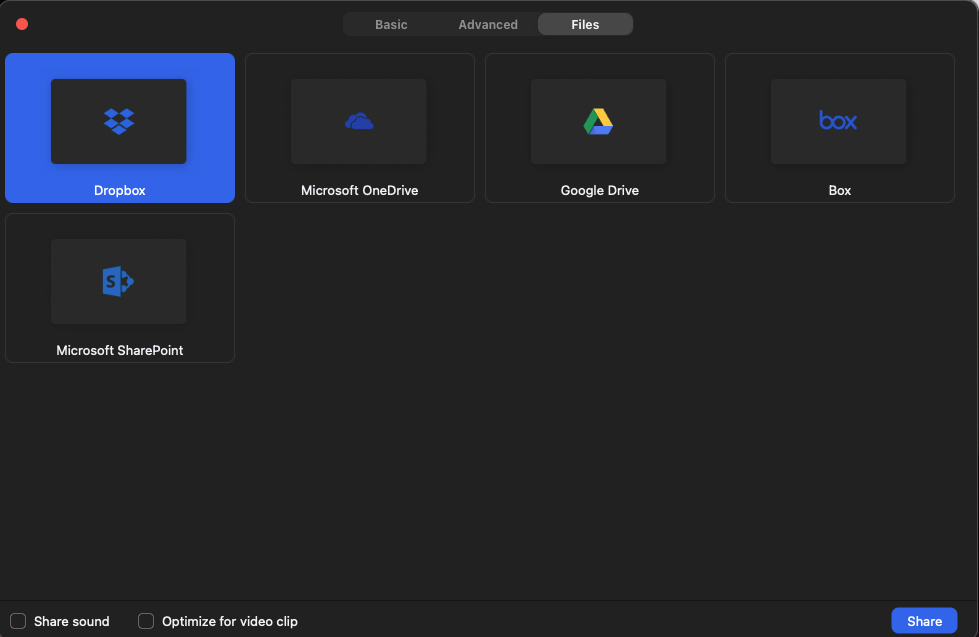 Basic Advanced Files
Dropbox Microsoft OneDrive Google Drive box Box
S
Microsoft SharePoint
Share sound Optimize for video clip Share